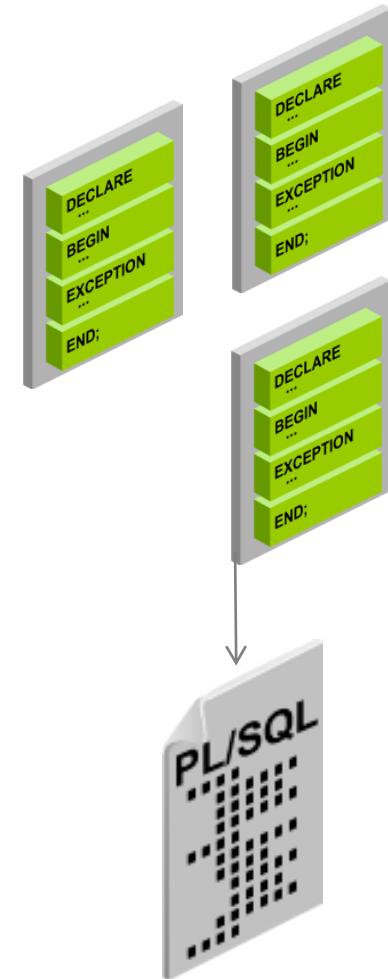 DECLARE
...
BEGIN
...
EXCEPTION
...
END;
DECLARE
...
BEGIN
...
EXCEPTION
...
END;
DECLARE
...
BEGIN
...
EXCEPTION
...
END;
PL/SQL